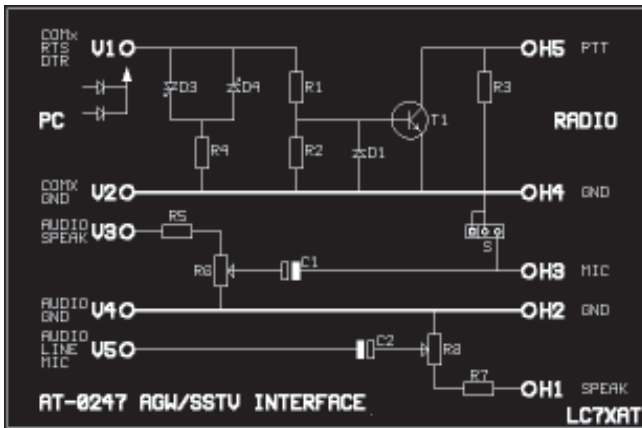 COMx
RTS
DTR
V1
H5 PTT
D3
D4
R1
R3
PC
T1
RADIO
R4
R2
D1
COMX
GND
V2
H4 GND
AUDIO
SPEAK
V3
R5
S
R6
C1
H3 MIC
AUDIO
GND
V4
H2 GND
AUDIO
LINE
MIC
V5
C2
R8
R7
H1 SPEAK
AT-0247 AGW/SSTV INTERFACE
LC7XAT